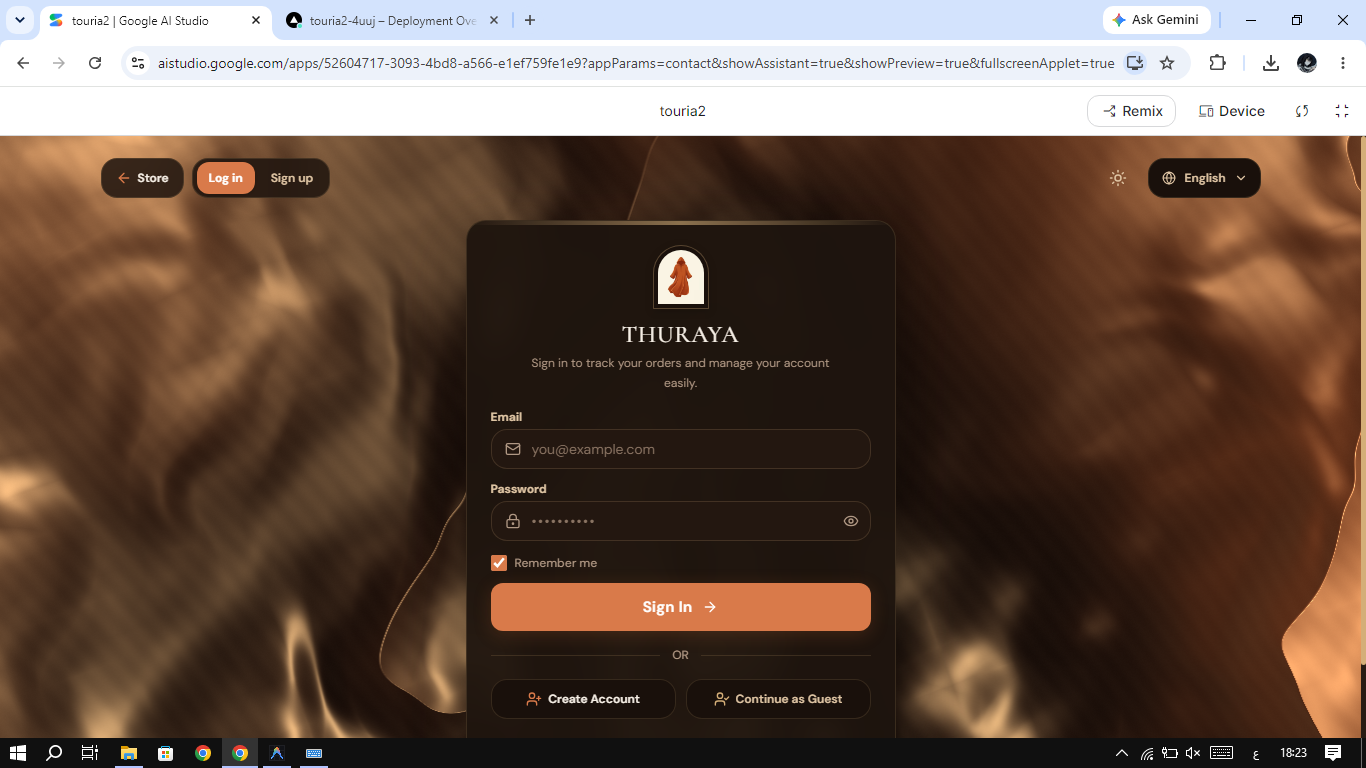 touria2 | Google AI Studio
touria2-4uuj – Deployment Ove
Ask Gemini
aistudio.google.com/apps/52604717-3093-4bd8-a566-e1ef759fe1e9?appParams=contact&showAssistant=true&showPreview=true&fullscreenApplet=true
touria2
Remix
Device
Store
Log in
Sign up
English
THURAYA
Sign in to track your orders and manage your account
easily.
Email
you@example.com
Password
Remember me
Sign In
OR
Create Account
Continue as Guest
ع
18:23